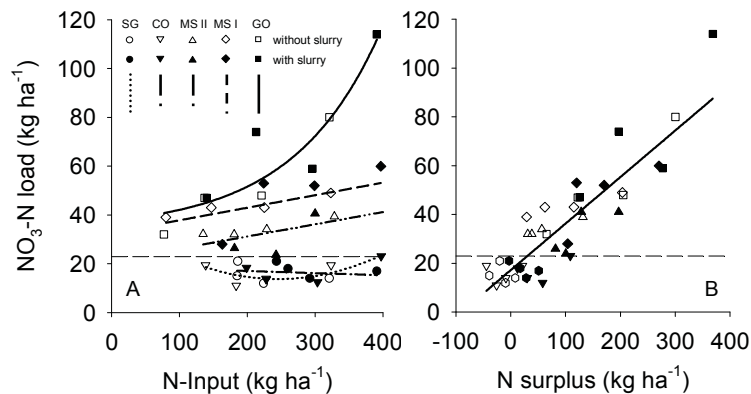 SG CO MS II MS I GO
without slurry
with slurry
NO3-N load (kg ha-1)
120
100
80
60
40
20
0
A
0 100 200 300 400
N-Input (kg ha-1)
120
100
80
60
40
20
0
B
-100 0 100 200 300 400
N surplus (kg ha-1)